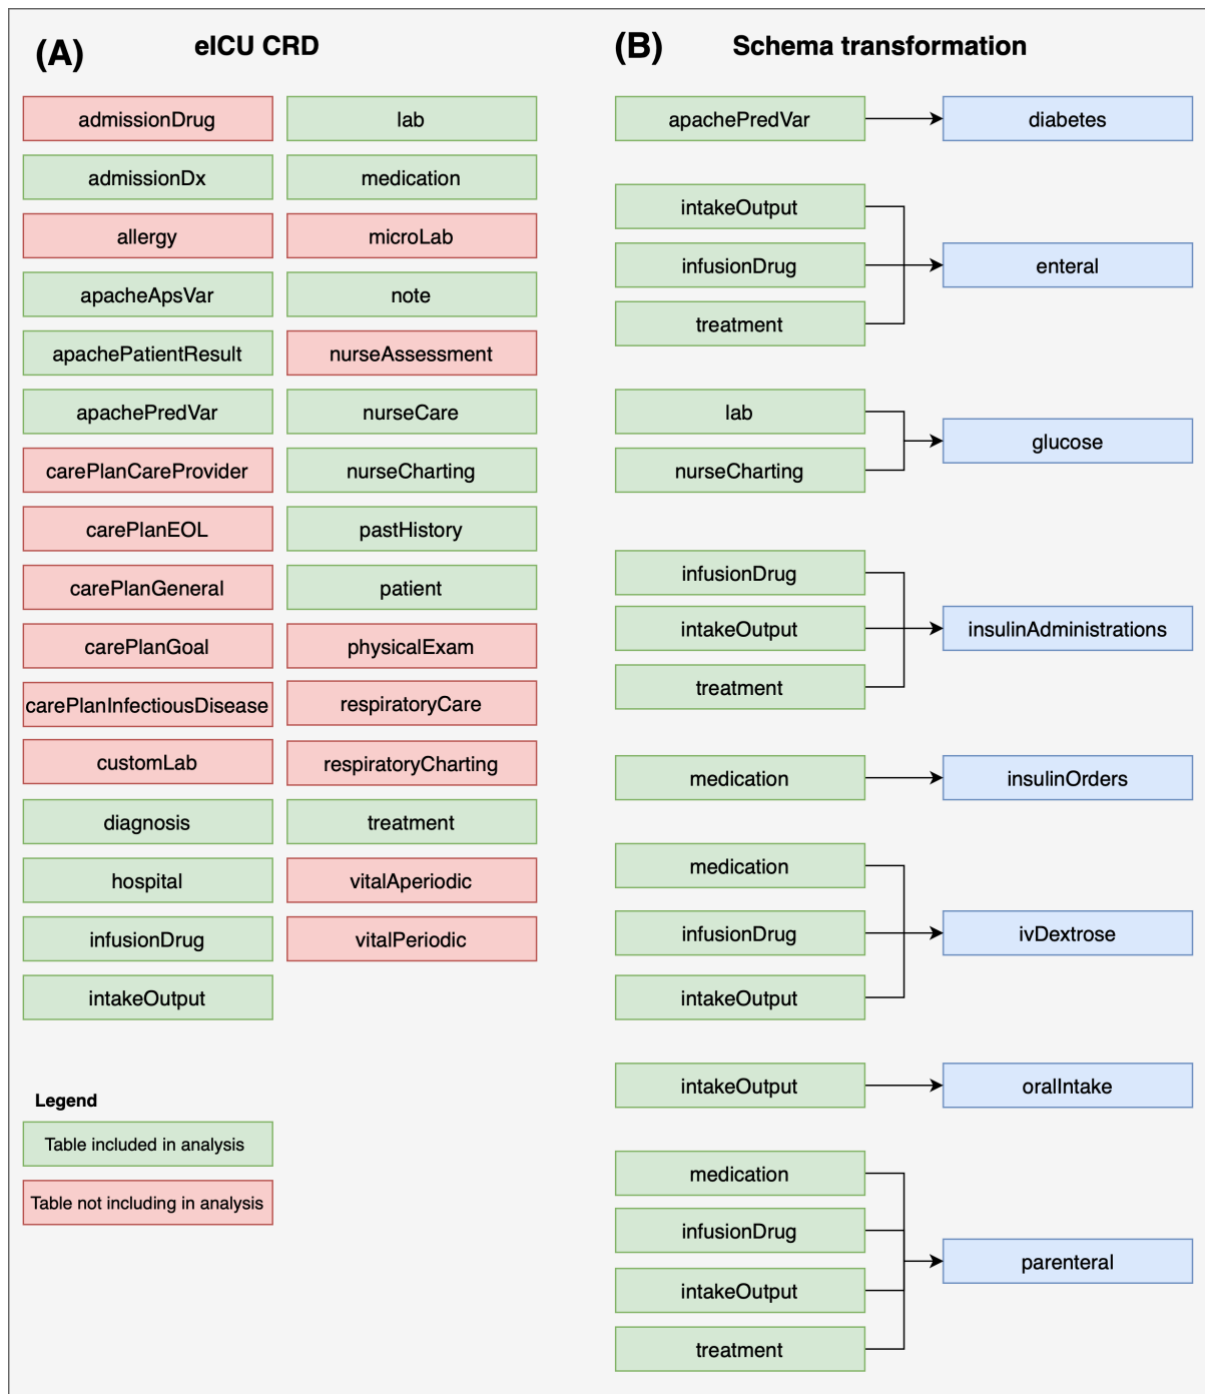 (A)
eICU CRD
admissionDrug
admissionDx
allergy
apacheApsVar
apachePatientResult
apachePredVar
carePlanCareProvider
carePlanEOL
carePlanGeneral
carePlanGoal
carePlanInfectiousDisease
customLab
diagnosis
hospital
infusionDrug
intakeOutput
lab
medication
microLab
note
nurseAssessment
nurseCare
nurseCharting
pastHistory
patient
physicalExam
respiratoryCare
respiratoryCharting
treatment
vitalAperiodic
vitalPeriodic
Legend
Table included in analysis
Table not including in analysis
(B)
Schema transformation
apachePredVar
diabetes
intakeOutput
infusionDrug
treatment
enteral
lab
nurseCharting
glucose
infusionDrug
intakeOutput
treatment
insulinAdministrations
medication
insulinOrders
medication
infusionDrug
intakeOutput
ivDextrose
intakeOutput
oralIntake
medication
infusionDrug
intakeOutput
treatment
parenteral